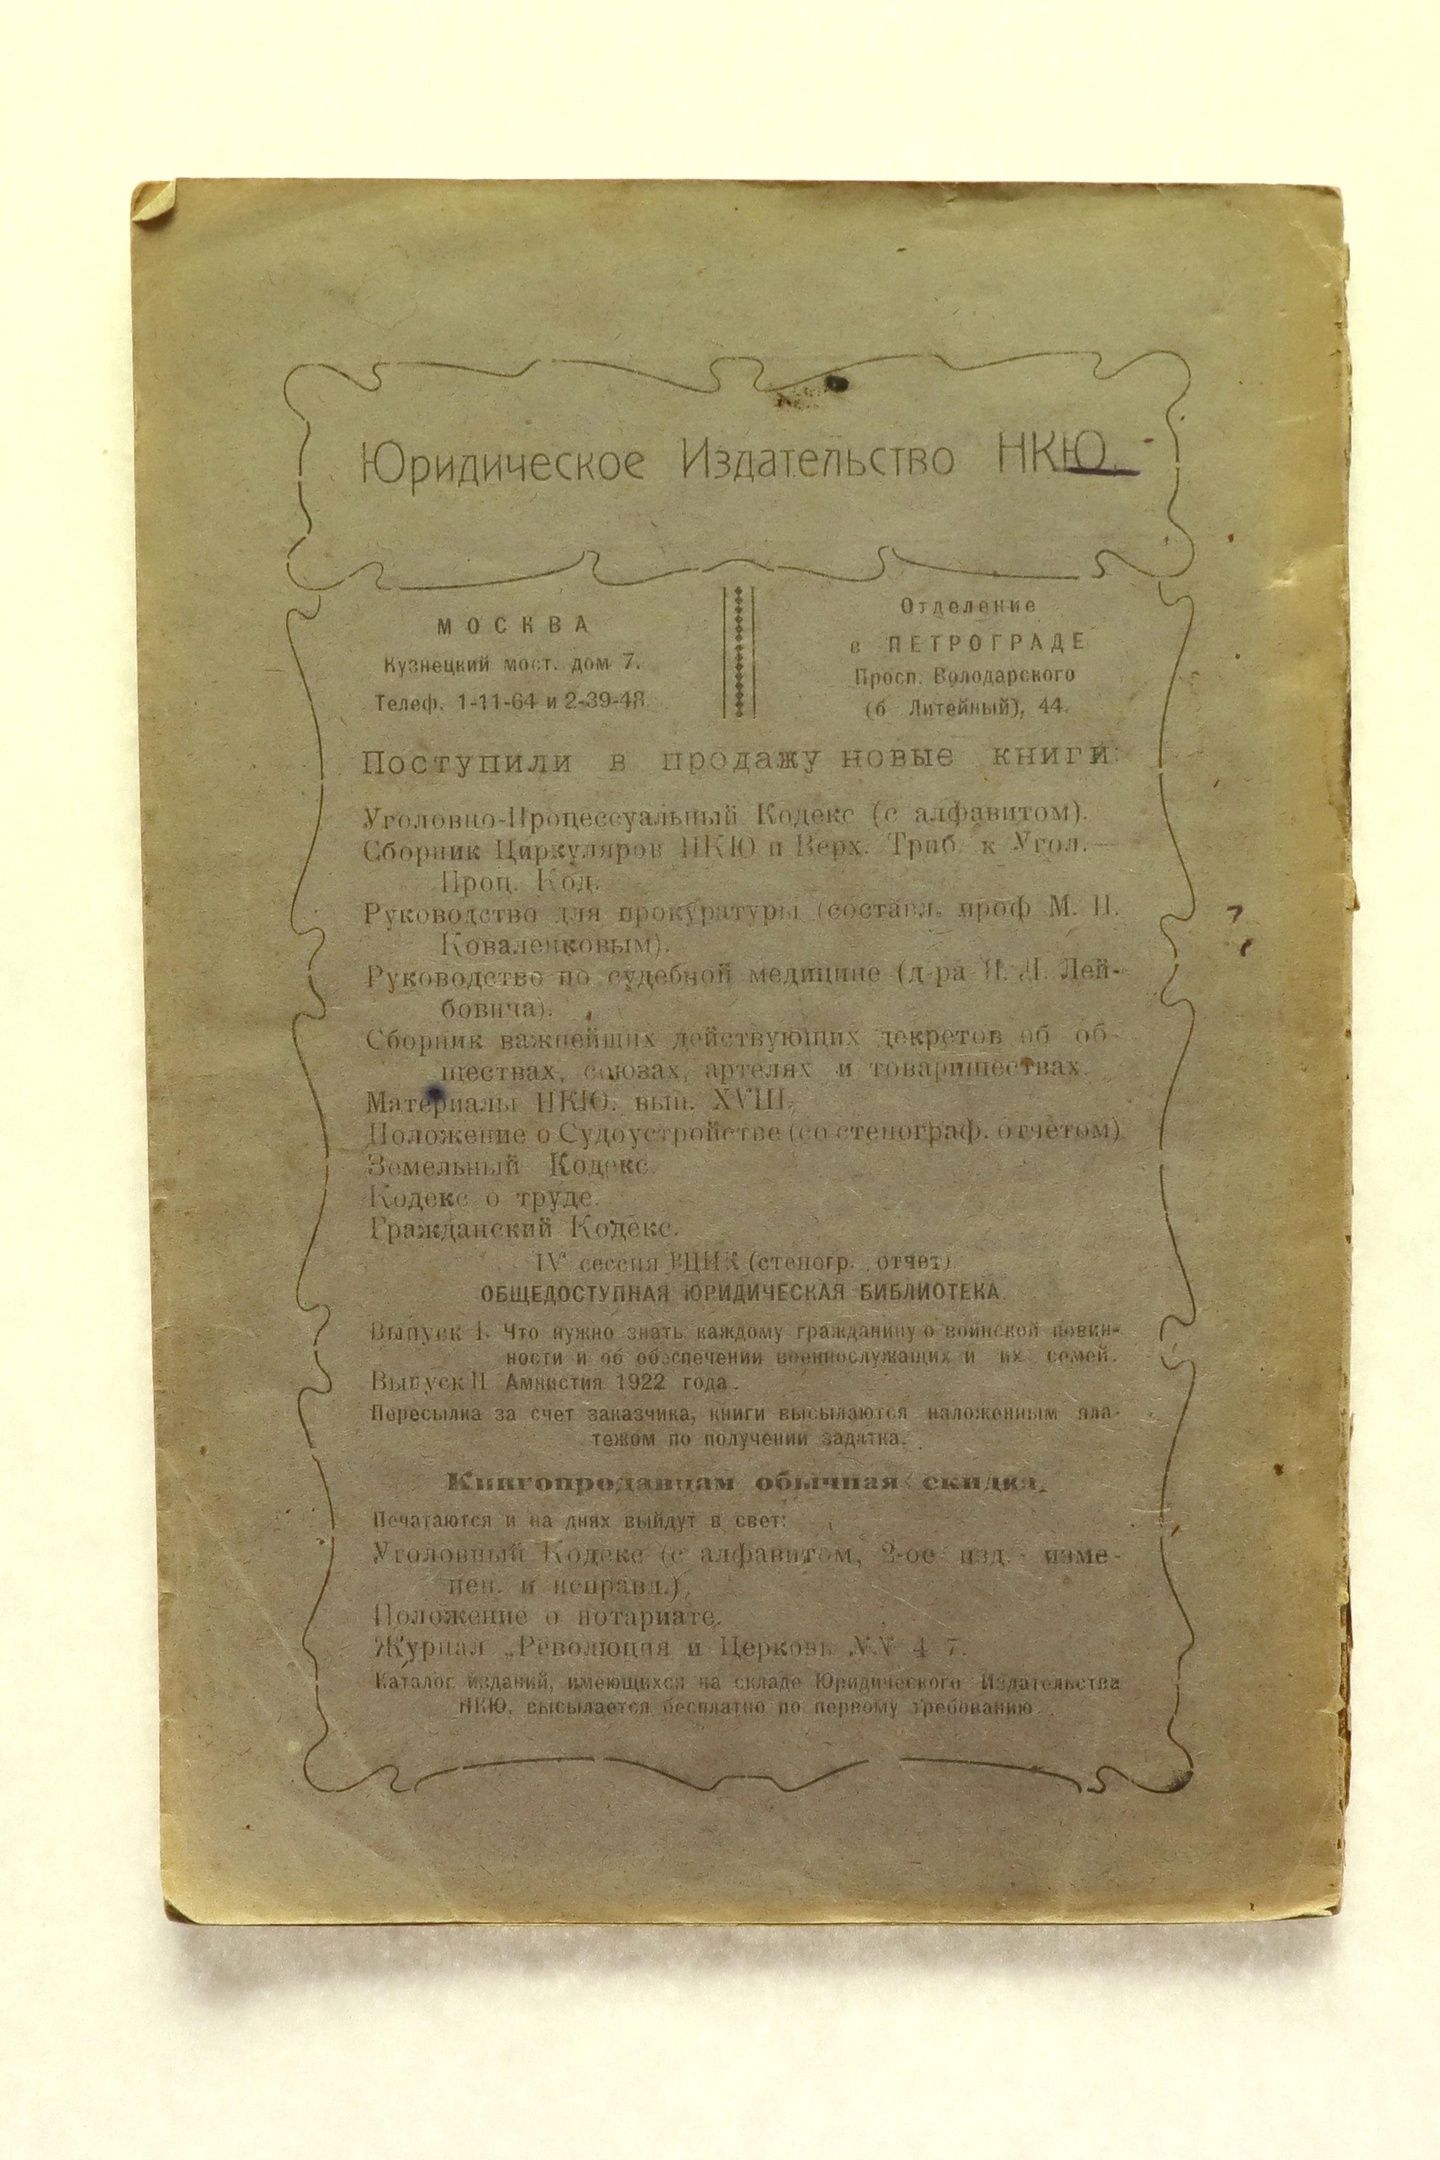 Юридическое Издательство НКЮ.
МОСКВА
Кузнецкий мост. дом 7.
Телеф. 1-11-64 и 2-39-48.
Отделение
в ПЕТРОГРАДЕ
Просп. Володарского
(б Литейный), 44.
Поступили в продажу новые книги:
Уголовно-Процессуальный Кодекс (с алфавитом).
Сборник Циркуляров НКЮ и Верх. Триб. к Угол.—
Проц. Код.
Руководство для прокуратуры (составл. проф М. Н.
Коваленковым).
Руководство по судебной медицине (д-ра Я. Л. Лей-
бовича).
Сборник важнейших действующих декретов об об-
ществах, союзах, артелях и товариществах.
Материалы НКЮ. вып. XVIII.
Положение о Судоустройстве (со стенограф. отчетом)
Земельный Кодекс.
Кодекс о труде.
Гражданский Кодекс.
IV сессия ВЦИК (стеногр. отчет)
ОБЩЕДОСТУПНАЯ ЮРИДИЧЕСКАЯ БИБЛИОТЕКА.
Выпуск I. Что нужно знать каждому гражданину о воинской повин-
ности и об обеспечении военнослужащих и их семей.
Выпуск II Амнистия 1922 года.
Пересылка за счет заказчика, книги высылаются наложенным пла-
тежом по получении задатка.
Книгопродавцам обычная скидка.
Печатаются и на днях выйдут в свет:
Уголовный Кодекс (с алфавитом, 2-ое изд. - изме-
нен. и исправл.).
Положение о нотариате.
Журнал „Революция и Церковь №№ 4 7.
Каталог изданий, имеющихся на складе Юридического Издательства
НКЮ, высылается бесплатно по первому требованию.